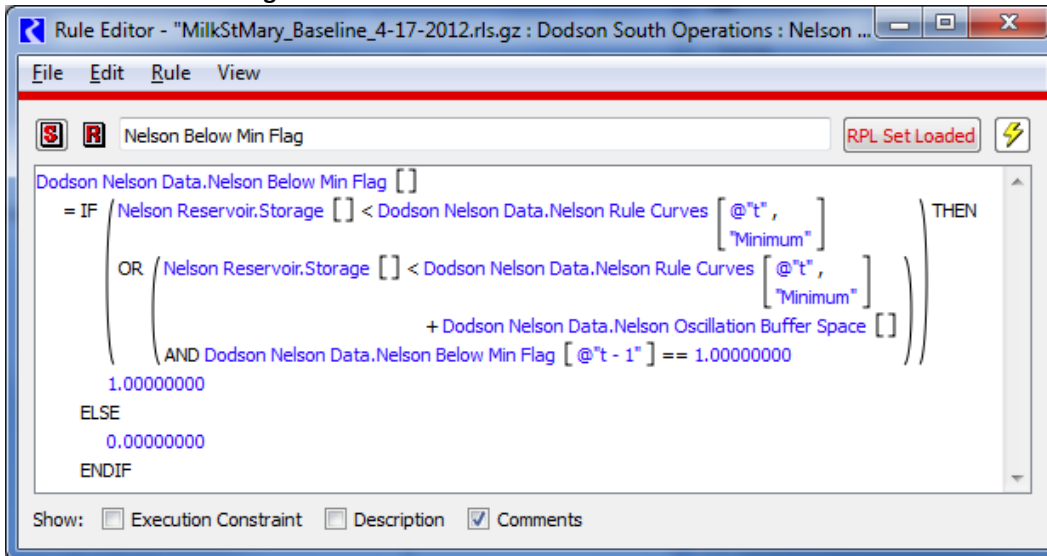 Rule Editor - "MilkStMary_Baseline_4-17-2012.rls.gz : Dodson South Operations : Nelson ...
File Edit Rule View
S R Nelson Below Min Flag RPL Set Loaded
Dodson Nelson Data.Nelson Below Min Flag []
= IF ( Nelson Reservoir.Storage [] < Dodson Nelson Data.Nelson Rule Curves [ @"t" , ) THEN
"Minimum" ]
OR ( Nelson Reservoir.Storage [] < Dodson Nelson Data.Nelson Rule Curves [ @"t" ,
"Minimum" ]
+ Dodson Nelson Data.Nelson Oscillation Buffer Space []
AND Dodson Nelson Data.Nelson Below Min Flag [ @"t - 1" ] == 1.00000000 ) )
1.00000000
ELSE
0.00000000
ENDIF
Show: Execution Constraint Description Comments